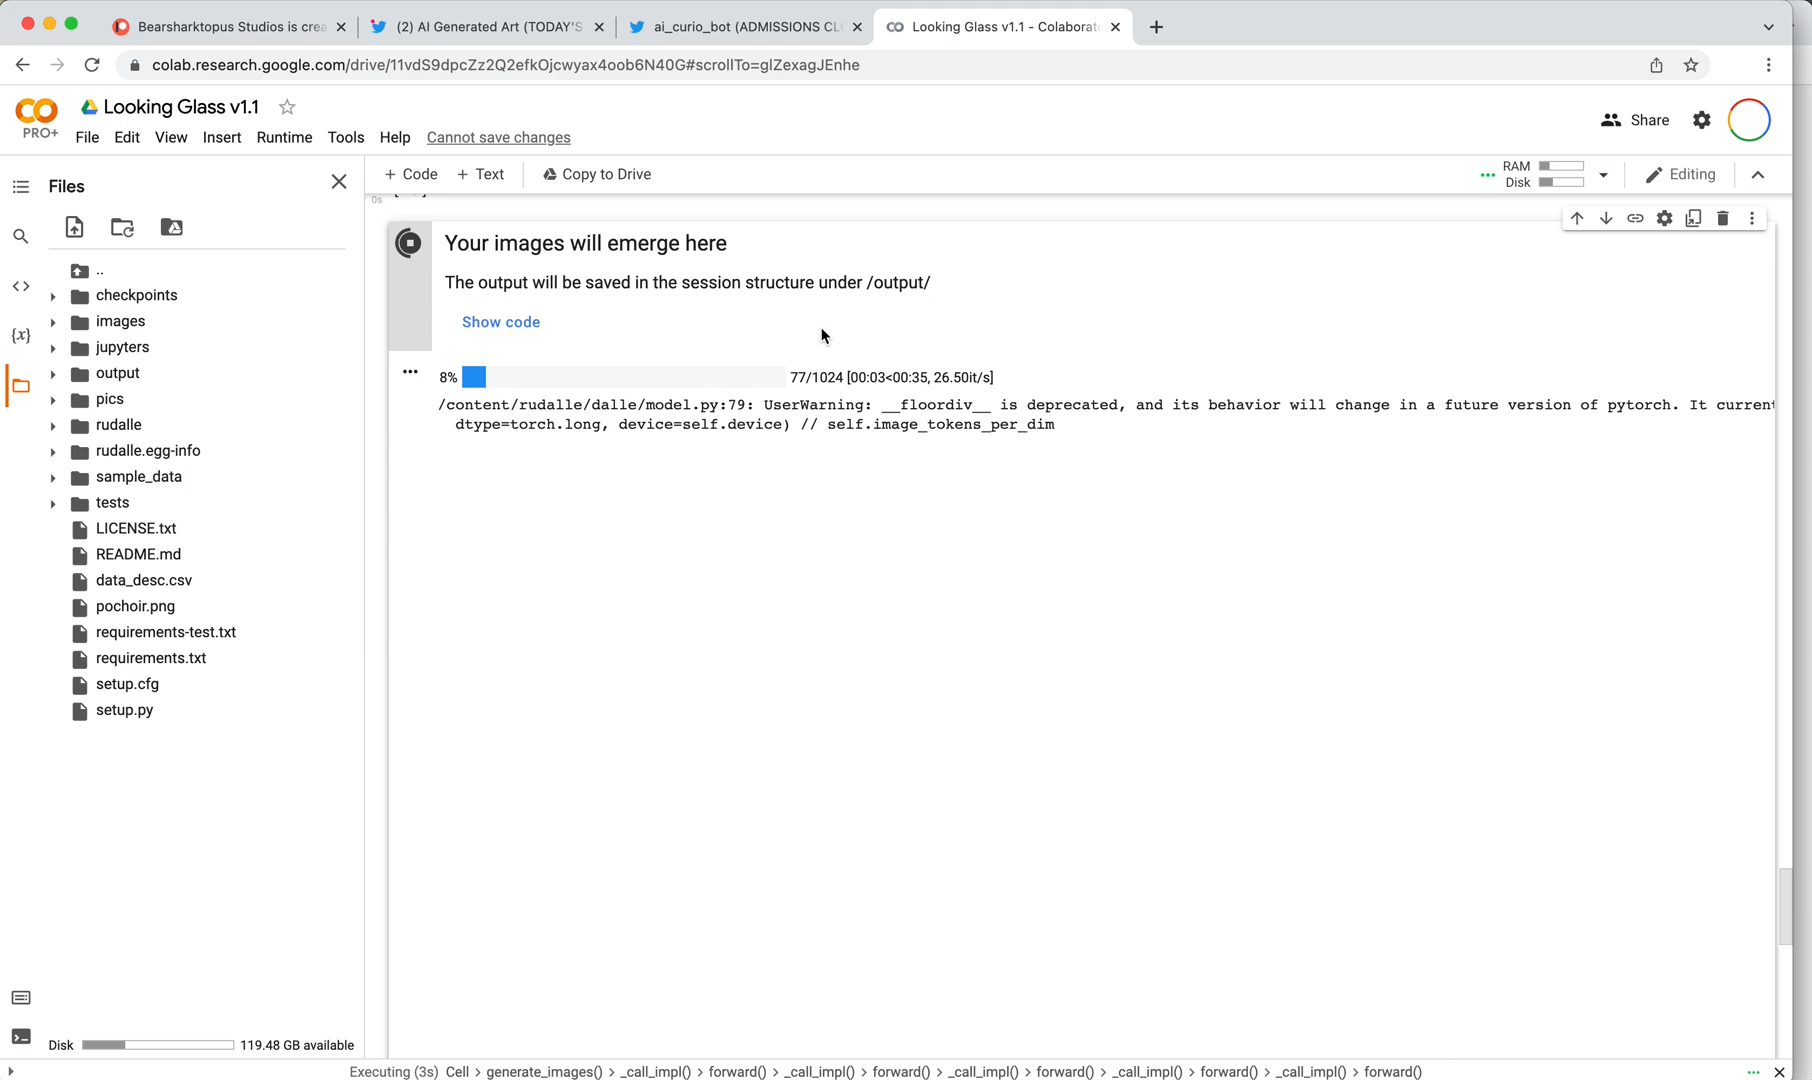 Bearsharktopus Studios is crea
(2) AI Generated Art (TODAY'S
ai_curio_bot (ADMISSIONS CL
Looking Glass v1.1 - Colaborato
colab.research.google.com/drive/11vdS9dpcZz2Q2efkOjcwyax4oob6N40G#scrollTo=glZexagJEnhe
PRO+
Looking Glass v1.1
File Edit View Insert Runtime Tools Help Cannot save changes
Share
Files
+ Code + Text Copy to Drive
RAM
Disk
Editing
0s
..
checkpoints
images
jupyters
output
pics
rudalle
rudalle.egg-info
sample_data
tests
LICENSE.txt
README.md
data_desc.csv
pochoir.png
requirements-test.txt
requirements.txt
setup.cfg
setup.py
Disk 119.48 GB available
Your images will emerge here
The output will be saved in the session structure under /output/
Show code
8% 77/1024 [00:03<00:35, 26.50it/s]
/content/rudalle/dalle/model.py:79: UserWarning: __floordiv__ is deprecated, and its behavior will change in a future version of pytorch. It current
dtype=torch.long, device=self.device) // self.image_tokens_per_dim
Executing (3s) Cell > generate_images() > _call_impl() > forward() > _call_impl() > forward() > _call_impl() > forward() > _call_impl() > forward() > _call_impl() > forward()